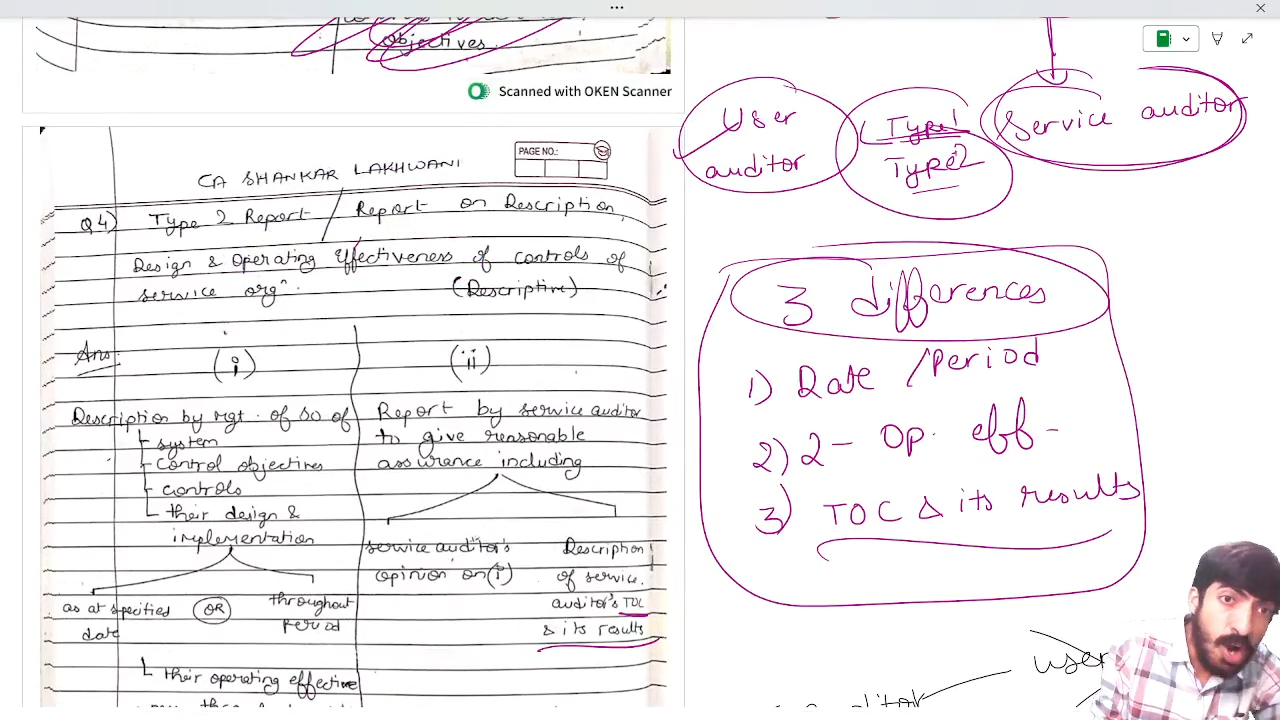 objectives
Scanned with OKEN Scanner
CA SHANKAR LAKHWANI
PAGE NO.:
Q4) Type 2 Report / Report on Description,
Design & Operating Effectiveness of controls of
service orgn. (Descriptive)
Ans.
(i)
Description by Mgt. of SO of
system
control objectives
controls
their design &
implementation
as at specified
date
OR
throughout
period
their operating effective
(ii)
Report by service auditor
to give reasonable
assurance including
service auditor's
opinion on (i)
Description
of service
auditor's TOC
& its results
User
auditor
Type 1
Type 2
Service auditor
3 differences
1) Date / Period
2) 2 - Op. eff -
3) TOC & its results
user
auditor